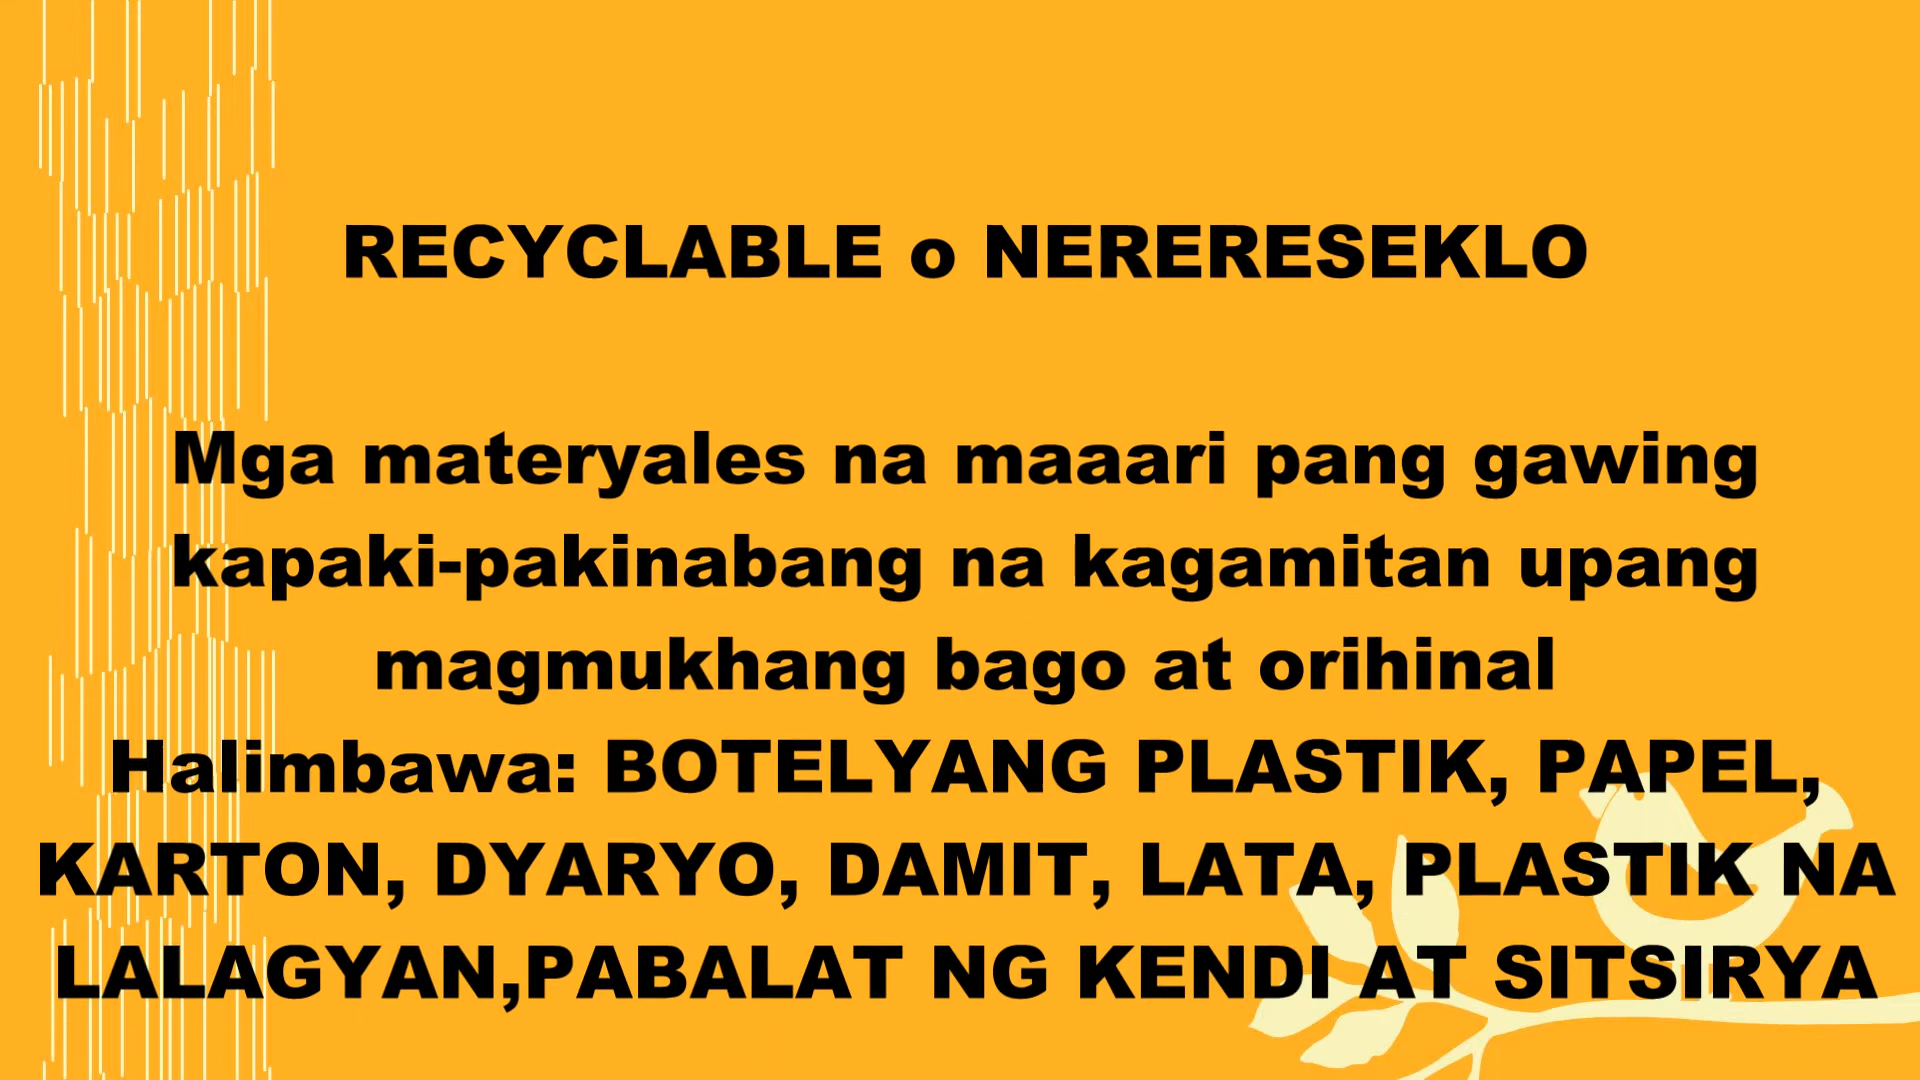 RECYCLABLE o NERERESEKLO
Mga materyales na maaari pang gawing
kapaki-pakinabang na kagamitan upang
magmukhang bago at orihinal
Halimbawa: BOTELYANG PLASTIK, PAPEL,
KARTON, DYARYO, DAMIT, LATA, PLASTIK NA
LALAGYAN,PABALAT NG KENDI AT SITSIRYA